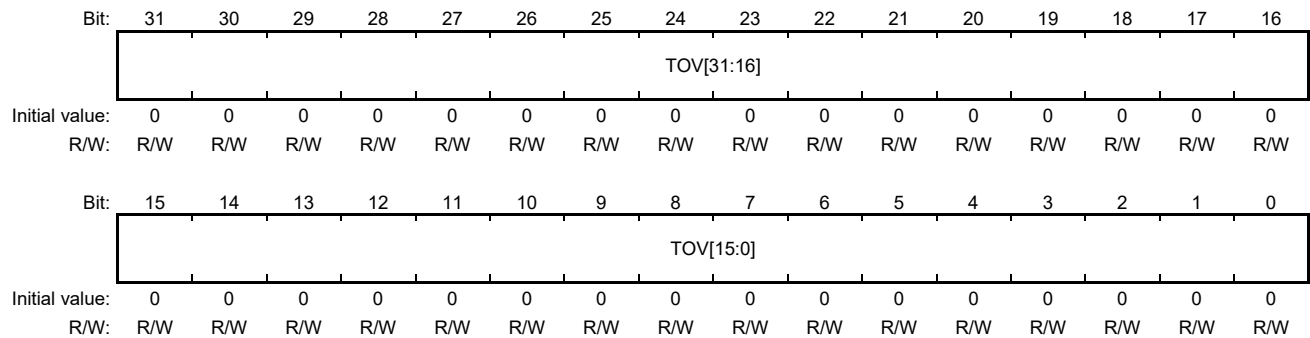 Bit: 31 30 29 28 27 26 25 24 23 22 21 20 19 18 17 16
TOV[31:16]
Initial value: 0 0 0 0 0 0 0 0 0 0 0 0 0 0 0 0
R/W: R/W R/W R/W R/W R/W R/W R/W R/W R/W R/W R/W R/W R/W R/W R/W R/W
Bit: 15 14 13 12 11 10 9 8 7 6 5 4 3 2 1 0
TOV[15:0]
Initial value: 0 0 0 0 0 0 0 0 0 0 0 0 0 0 0 0
R/W: R/W R/W R/W R/W R/W R/W R/W R/W R/W R/W R/W R/W R/W R/W R/W R/W